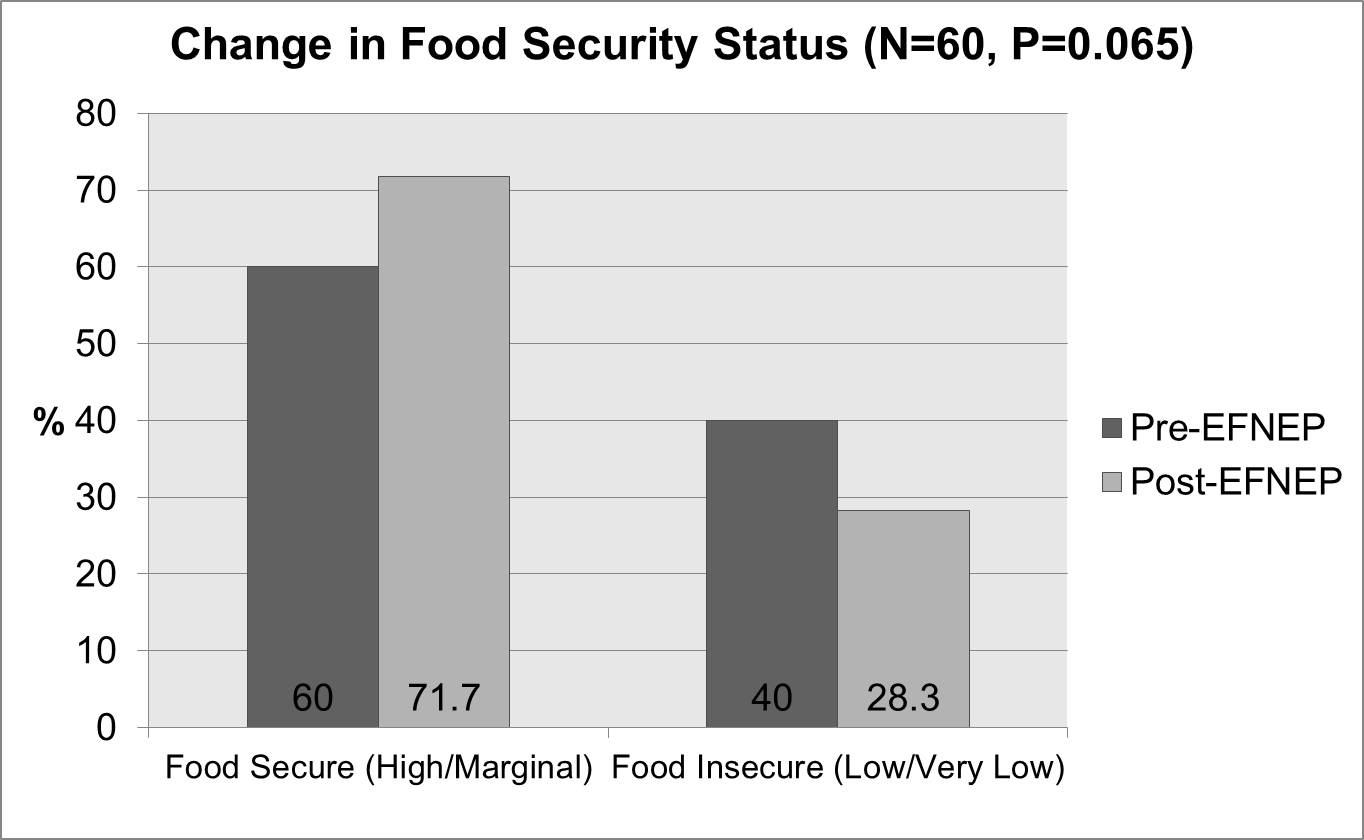 Change in Food Security Status (N=60, P=0.065)
80
70
60
50
% 40
30
20
10
0
60
71.7
40
28.3
Food Secure (High/Marginal)
Food Insecure (Low/Very Low)
Pre-EFNEP
Post-EFNEP